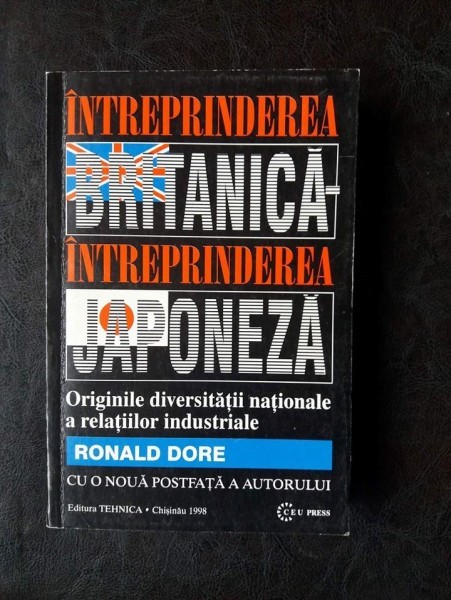 ÎNTREPRINDEREA
BRITANICĂ-
ÎNTREPRINDEREA
JAPONEZĂ
Originile diversității naționale
a relațiilor industriale
RONALD DORE
CU O NOUĂ POSTFAȚĂ A AUTORULUI
Editura TEHNICA • Chișinău 1998
CEU PRESS